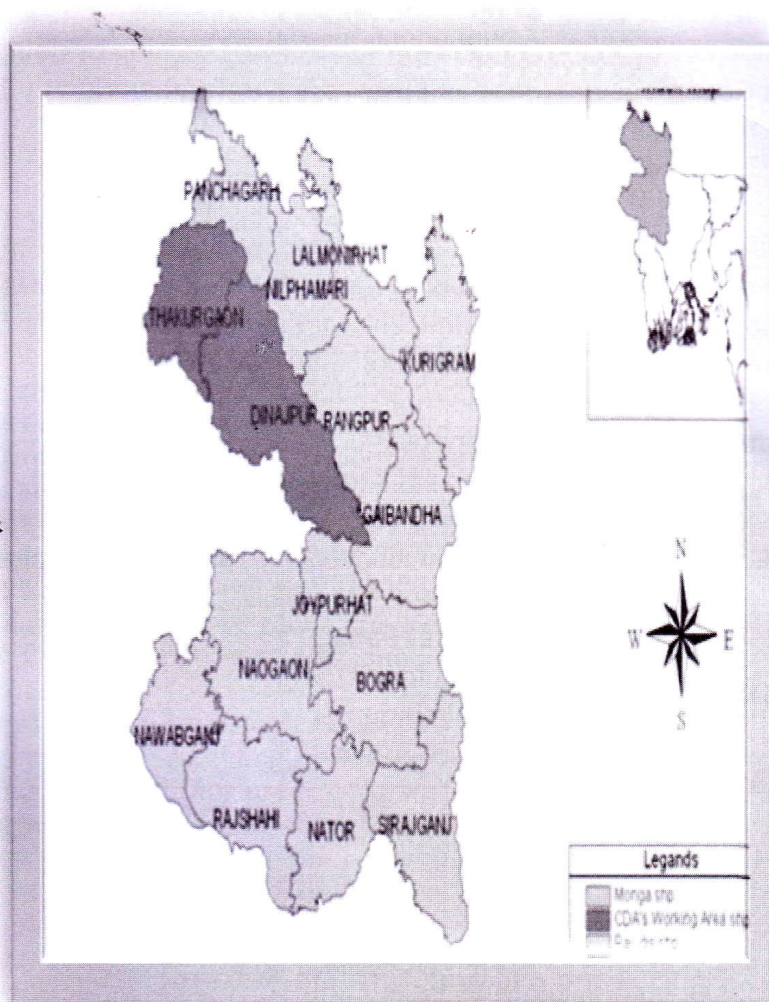 PANCHAGARH
LALMONIRHAT
NILPHAMARI
THAKURGAON
KURIGRAM
DINAJPUR
RANGPUR
GAIBANDHA
JOYPURHAT
NAOGAON
BOGRA
NAWABGANJ
RAJSHAHI
NATOR
SIRAJGANJ
N
W
E
S
Legands
Monga shp
CDA's Working Area shp